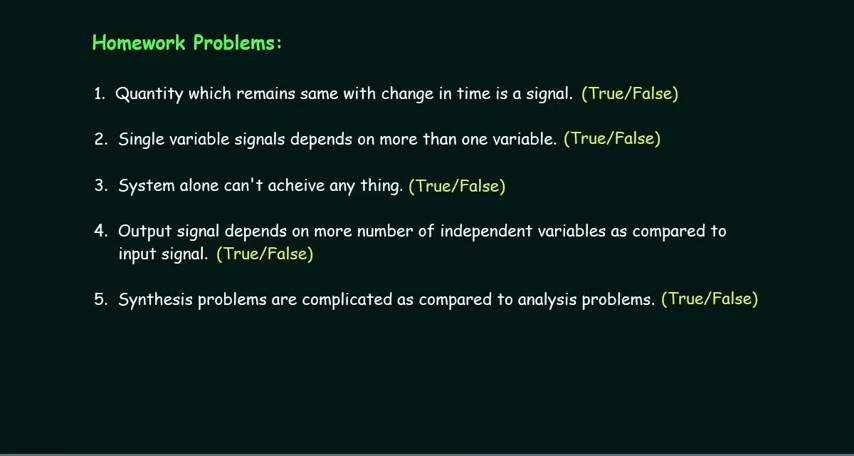 Homework Problems:
1. Quantity which remains same with change in time is a signal. (True/False)
2. Single variable signals depends on more than one variable. (True/False)
3. System alone can't acheive any thing. (True/False)
4. Output signal depends on more number of independent variables as compared to
input signal. (True/False)
5. Synthesis problems are complicated as compared to analysis problems. (True/False)